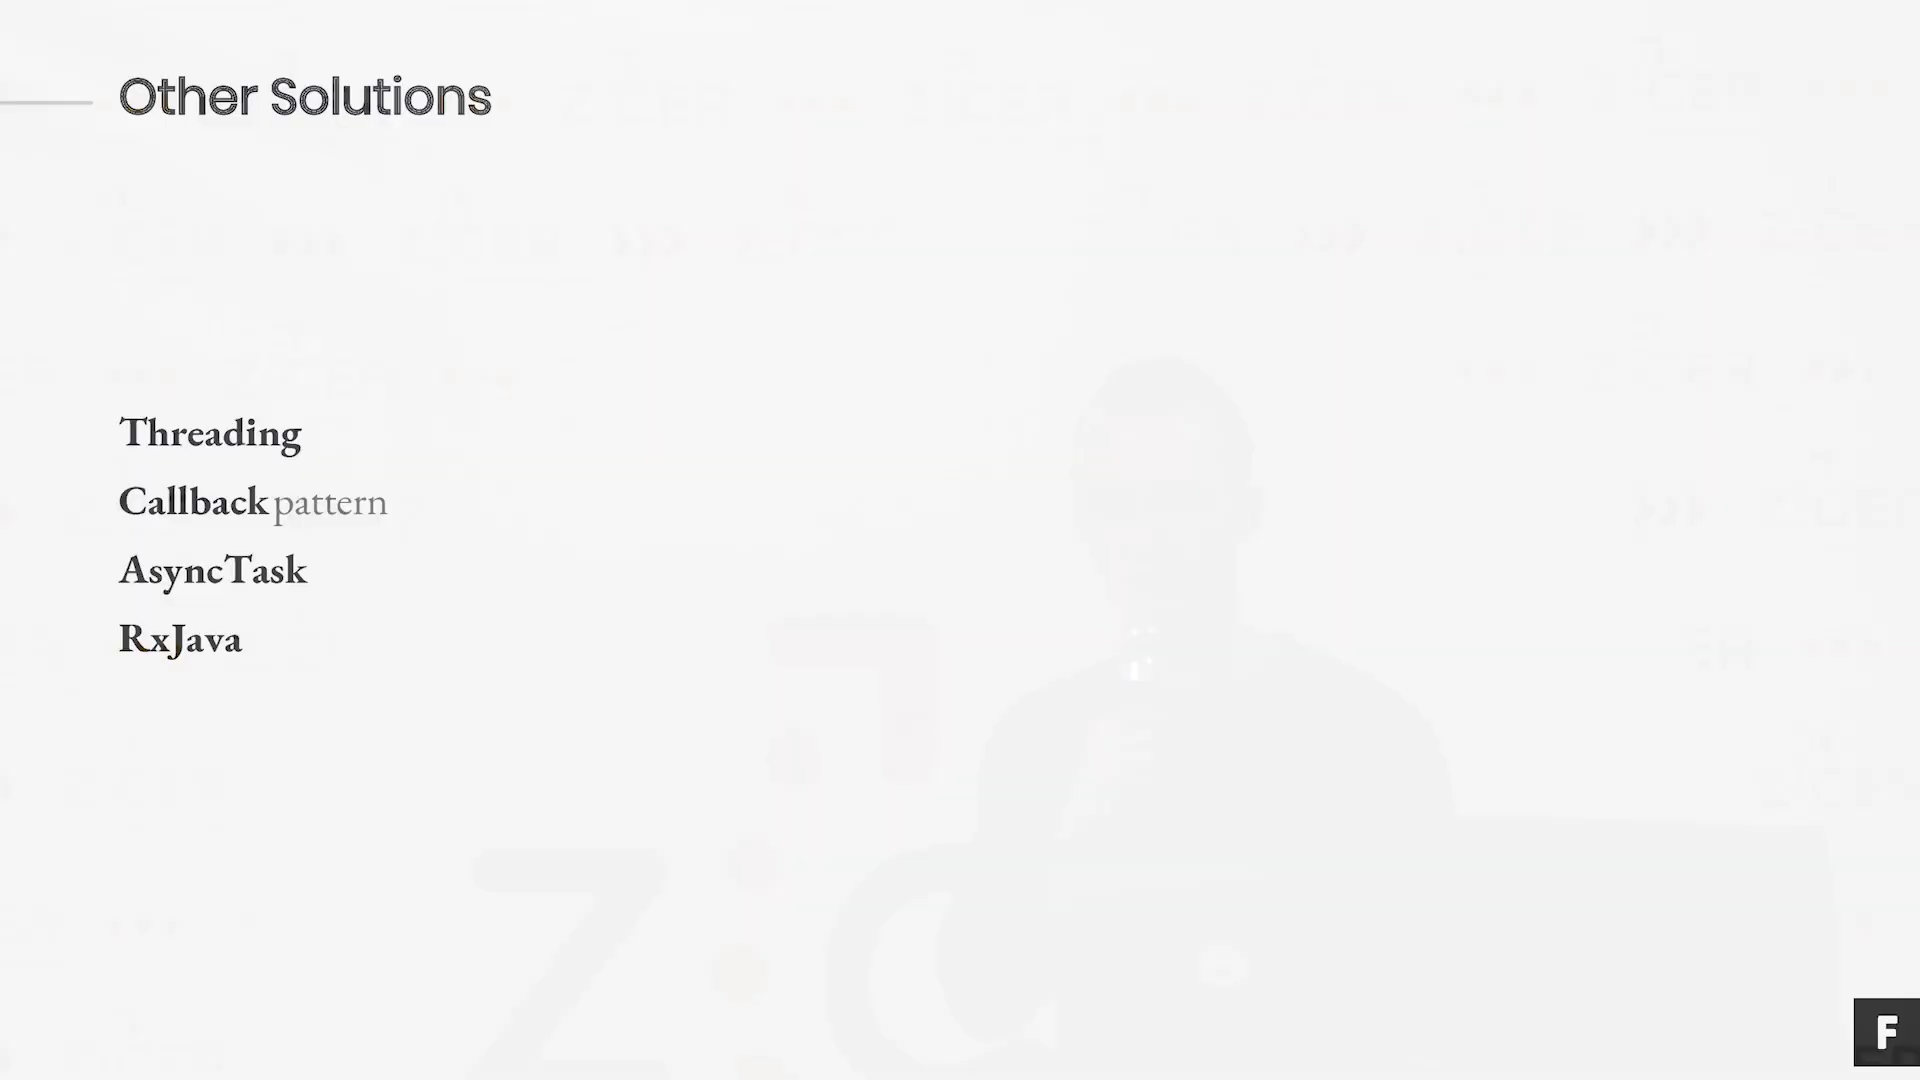 Other Solutions
Threading
Callback pattern
AsyncTask
RxJava
F